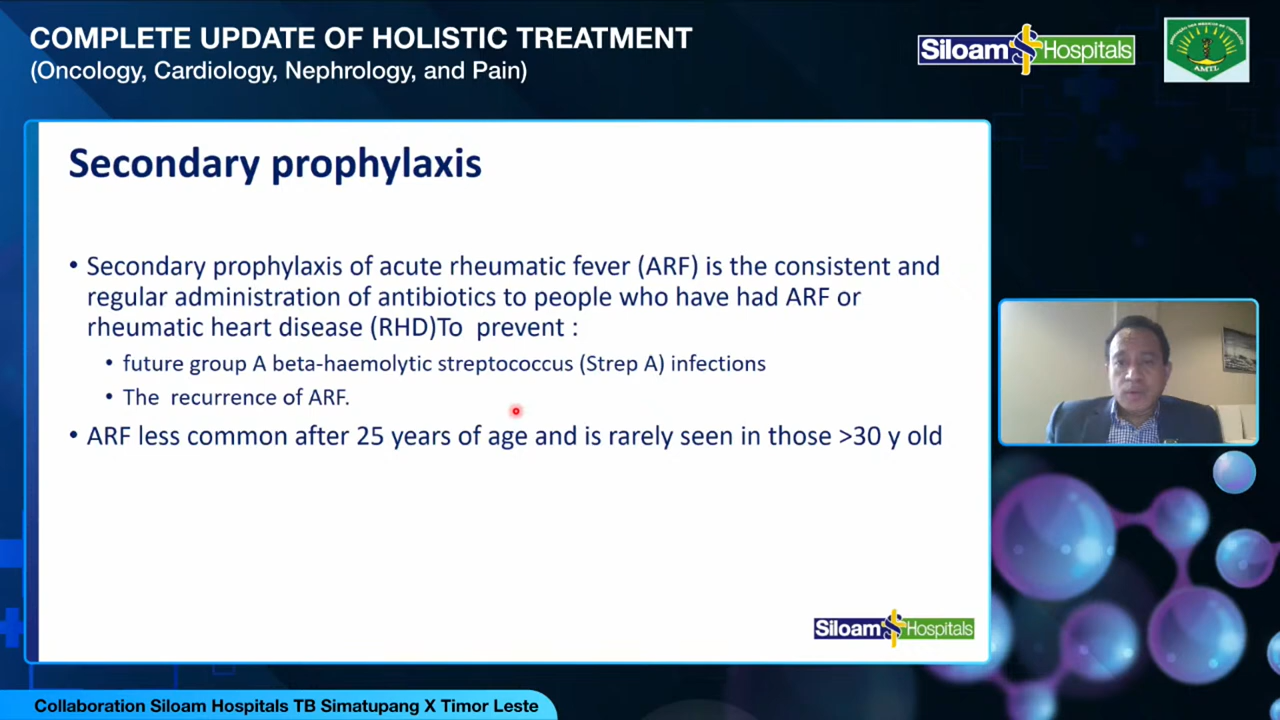 COMPLETE UPDATE OF HOLISTIC TREATMENT
(Oncology, Cardiology, Nephrology, and Pain)
Siloam Hospitals
AMTL
Secondary prophylaxis
• Secondary prophylaxis of acute rheumatic fever (ARF) is the consistent and
regular administration of antibiotics to people who have had ARF or
rheumatic heart disease (RHD)To prevent :
• future group A beta-haemolytic streptococcus (Strep A) infections
• The recurrence of ARF.
• ARF less common after 25 years of age and is rarely seen in those >30 y old
Siloam Hospitals
Collaboration Siloam Hospitals TB Simatupang X Timor Leste